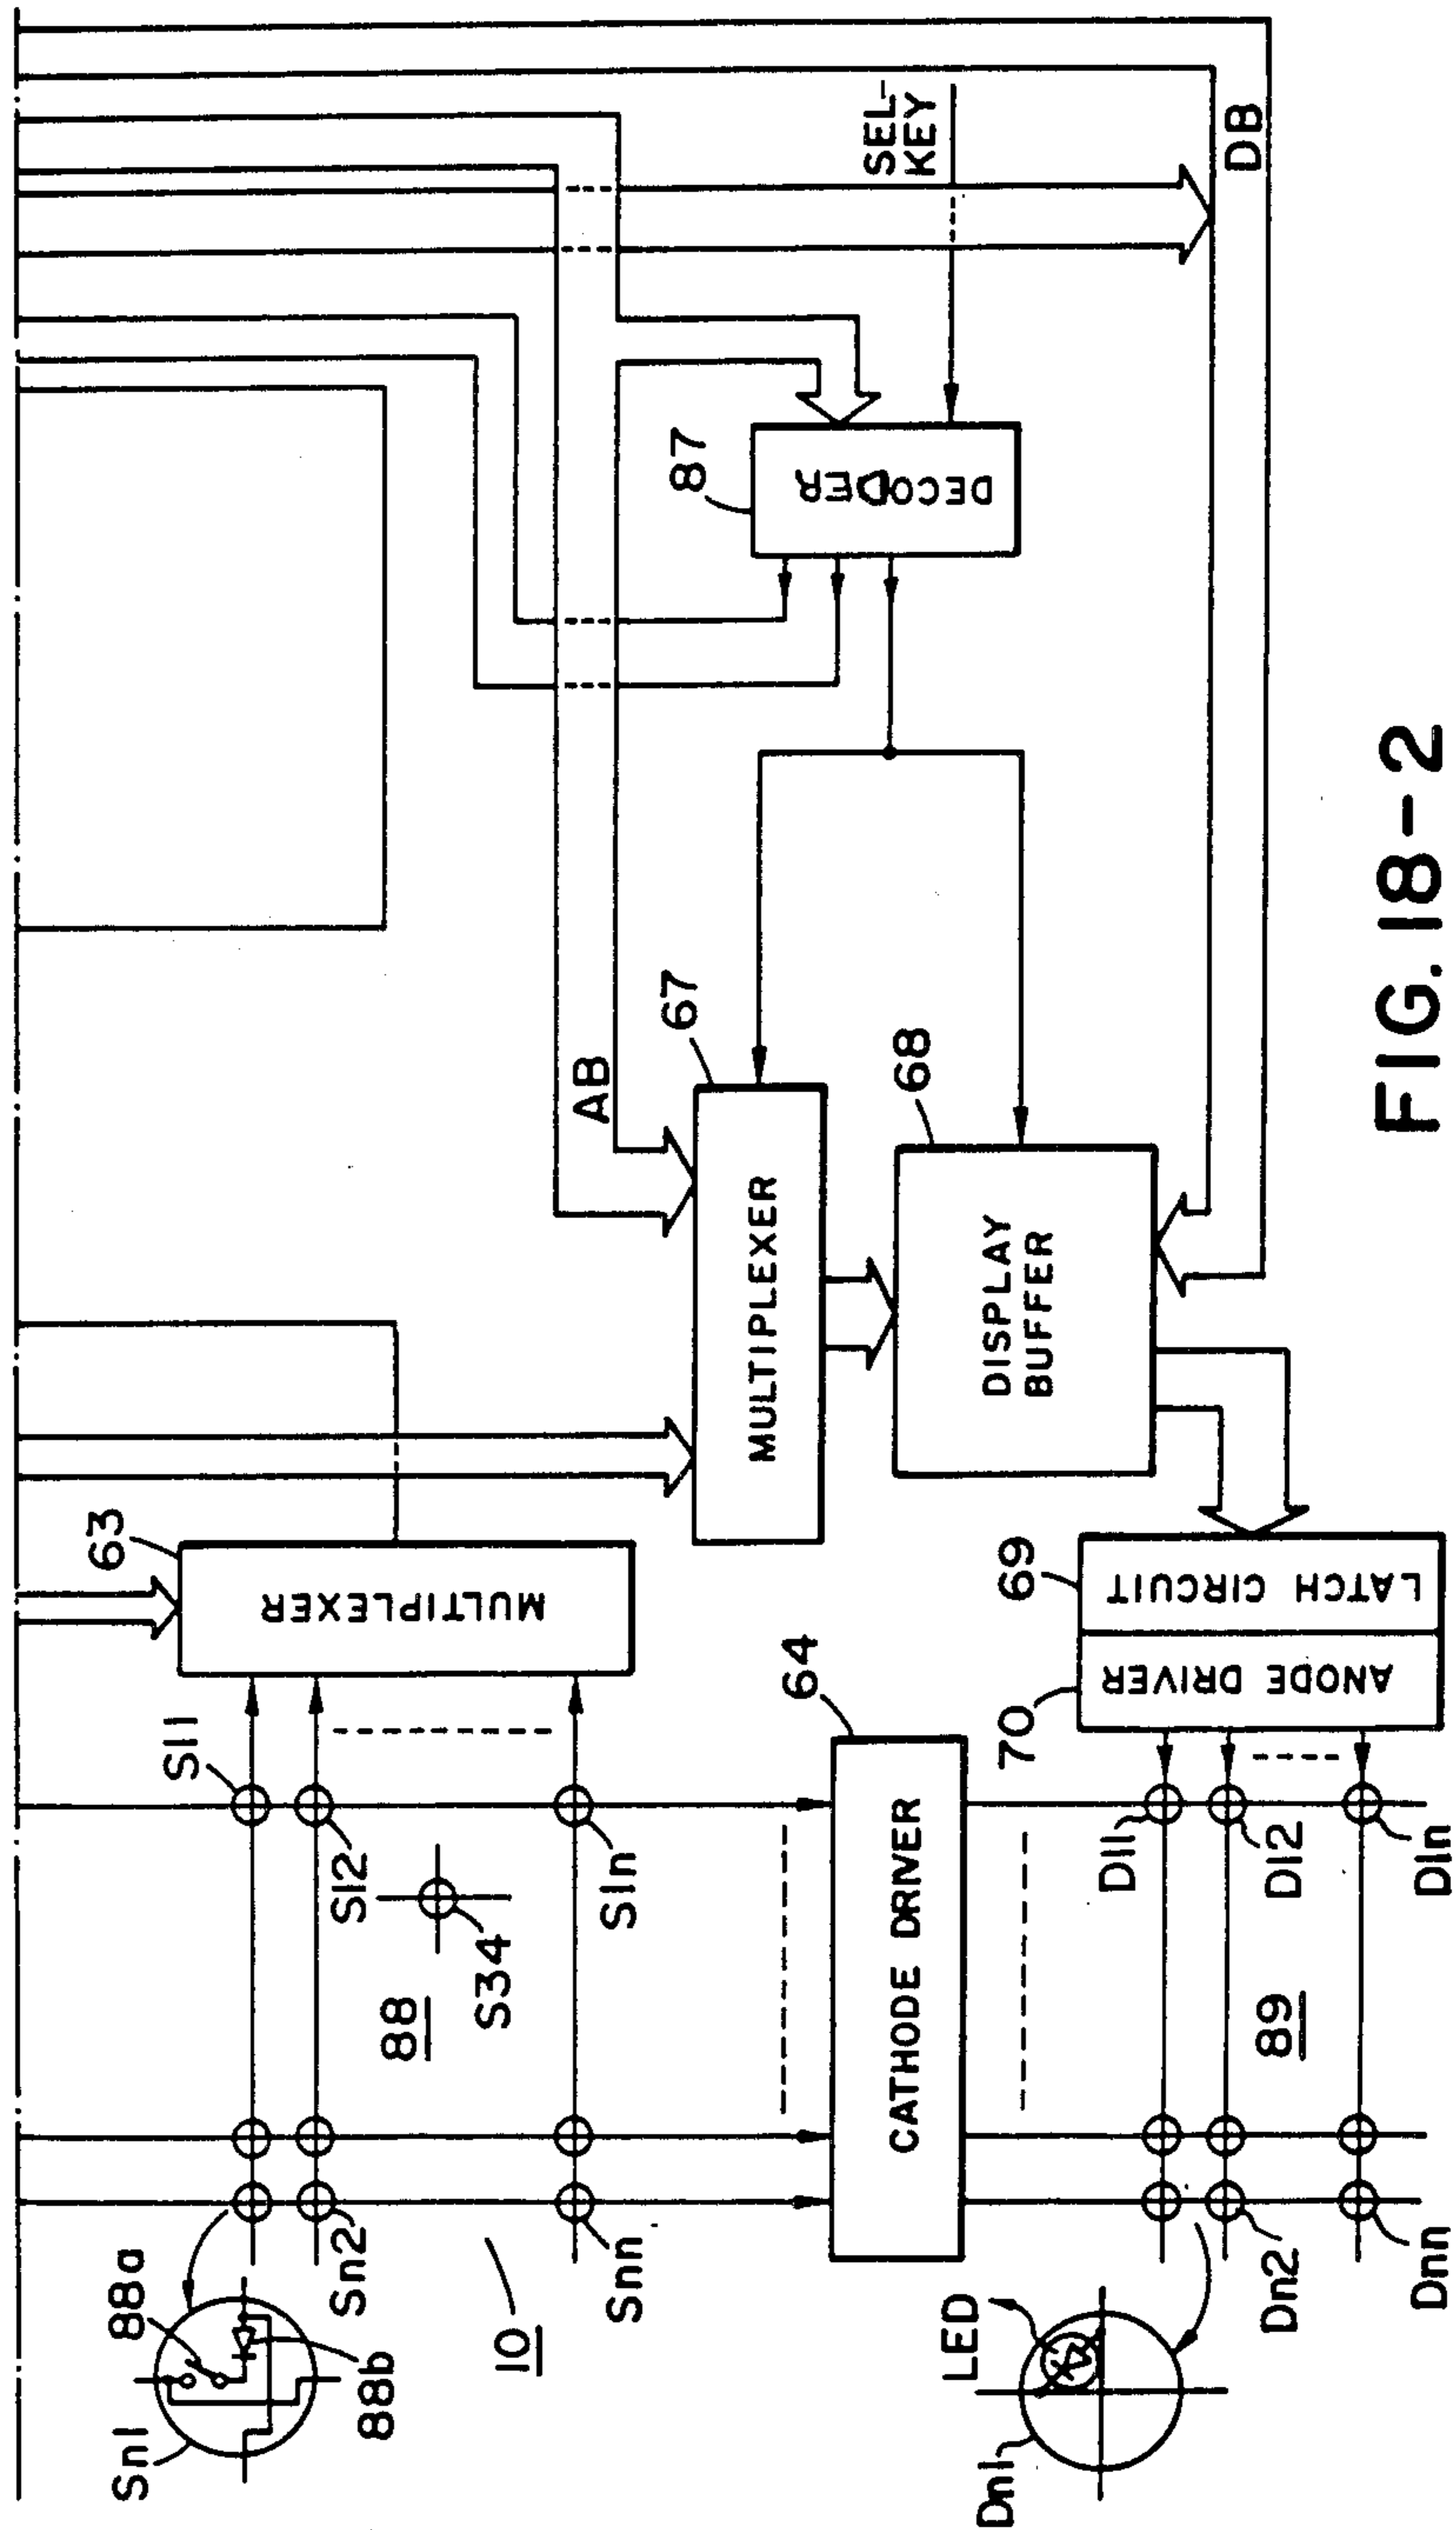 Sn1
88a
88b
Sn2
Snn
10
88
S34
S11
S12
S1n
63
MULTIPLEXER
64
CATHODE DRIVER
LED
Dn1
Dn2
Dnn
89
D11
D12
D1n
70
ANODE DRIVER
69
LATCH CIRCUIT
AB
67
MULTIPLEXER
68
DISPLAY
BUFFER
87
DECODER
SEL-
KEY
DB
FIG. 18-2